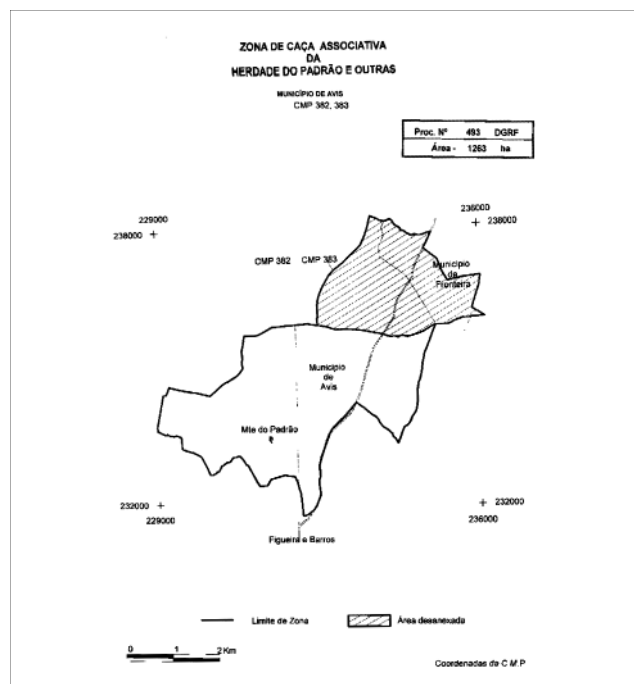 ZONA DE CAÇA ASSOCIATIVA
DA
HERDADE DO PADRÃO E OUTRAS
MUNICÍPIO DE AVIS
CMP 382, 383
Proc. Nº 493 DGRF
Área - 1263 ha
229000
238000
236000
238000
CMP 382 CMP 383
Município
de
Fronteira
Município
de
Avis
Mte do Padrão
232000
229000
232000
236000
Figueira e Barros
Limite de Zona
Área desanexada
0 1 2 Km
Coordenadas da C M P